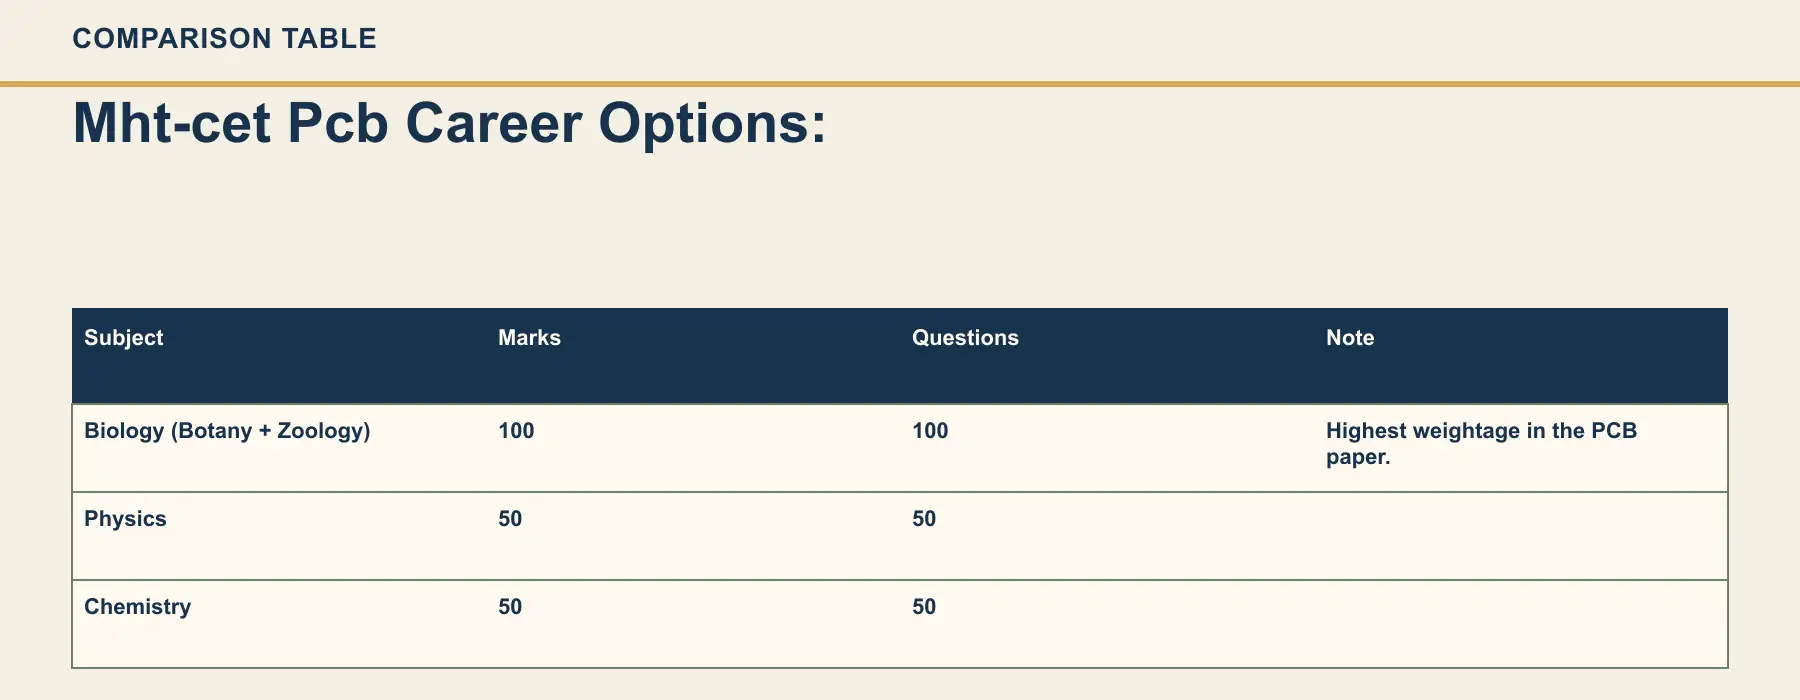 COMPARISON TABLE
Mht-cet Pcb Career Options:
Subject Marks Questions Note
Biology (Botany + Zoology) 100 100 Highest weightage in the PCB
paper.
Physics 50 50
Chemistry 50 50